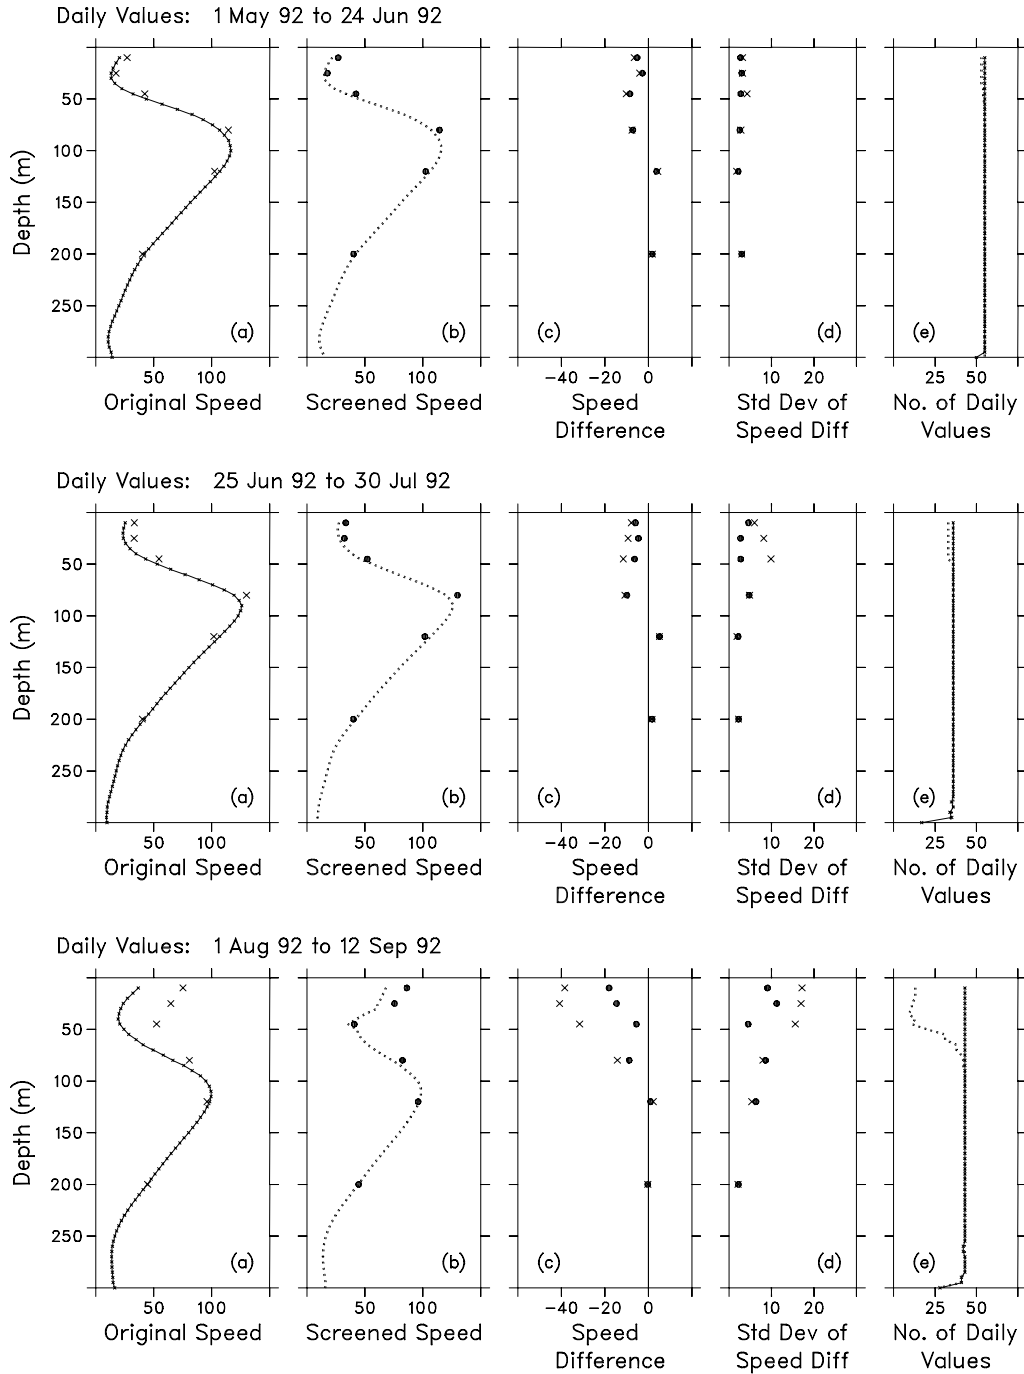 Daily Values: 1 May 92 to 24 Jun 92
Depth (m)
50
100
150
200
250
(a) (b) (c) (d) (e)
50 100 50 100 −40 −20 0 10 20 25 50
Original Speed Screened Speed Speed Std Dev of No. of Daily
Difference Speed Diff Values
Daily Values: 25 Jun 92 to 30 Jul 92
Depth (m)
50
100
150
200
250
(a) (b) (c) (d) (e)
50 100 50 100 −40 −20 0 10 20 25 50
Original Speed Screened Speed Speed Std Dev of No. of Daily
Difference Speed Diff Values
Daily Values: 1 Aug 92 to 12 Sep 92
Depth (m)
50
100
150
200
250
(a) (b) (c) (d) (e)
50 100 50 100 −40 −20 0 10 20 25 50
Original Speed Screened Speed Speed Std Dev of No. of Daily
Difference Speed Diff Values